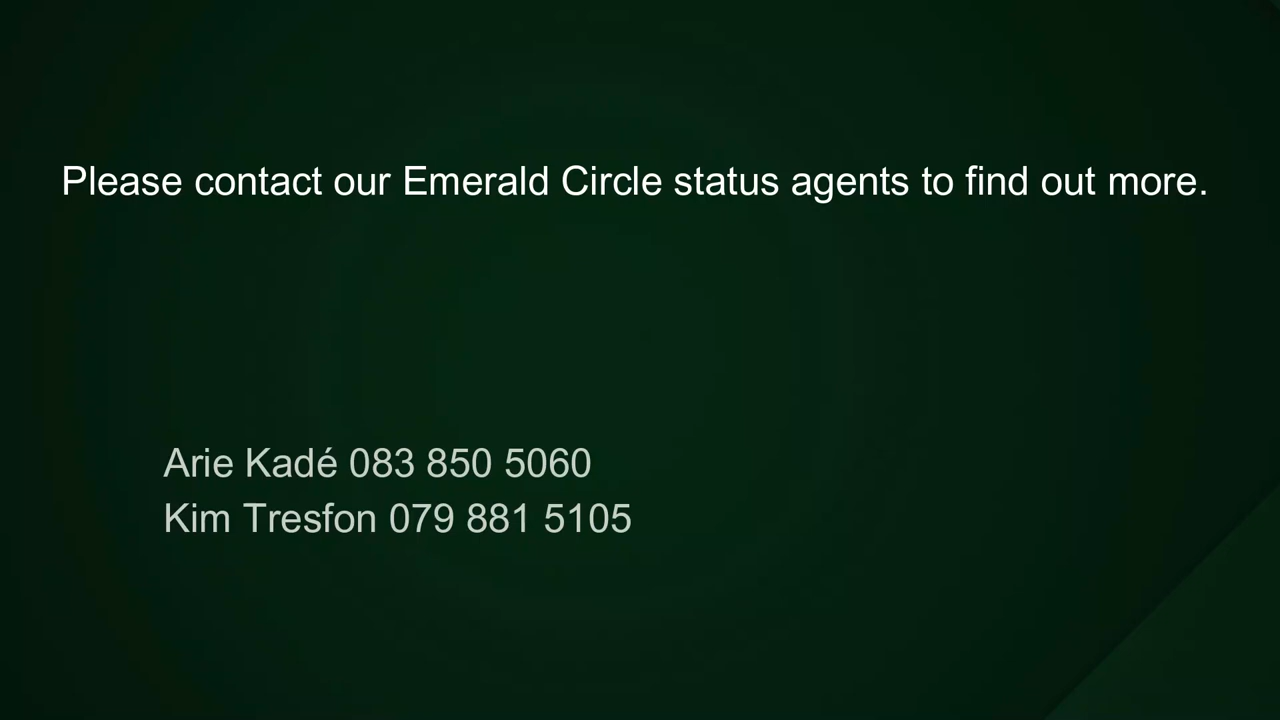 Please contact our Emerald Circle status agents to find out more.
Arie Kadé 083 850 5060
Kim Tresfon 079 881 5105